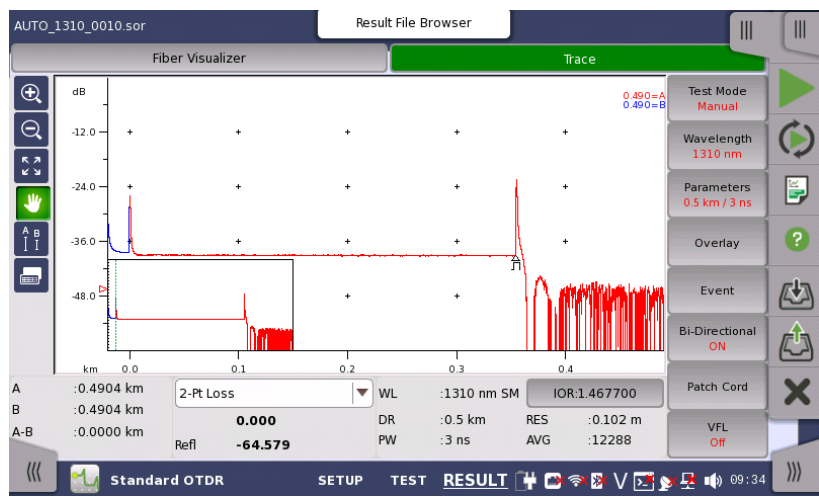 AUTO_1310_0010.sor
Result File Browser
Fiber Visualizer
Trace
dB
0.490=A
0.490=B
-12.0
-24.0
-36.0
-48.0
km 0.0 0.1 0.2 0.3 0.4
A B
Test Mode
Manual
Wavelength
1310 nm
Parameters
0.5 km / 3 ns
Overlay
Event
Bi-Directional
ON
Patch Cord
VFL
Off
A :0.4904 km
B :0.4904 km
A-B :0.0000 km
2-Pt Loss
0.000
Refl -64.579
WL :1310 nm SM IOR:1.467700
DR :0.5 km RES :0.102 m
PW :3 ns AVG :12288
Standard OTDR SETUP TEST RESULT V 09:34